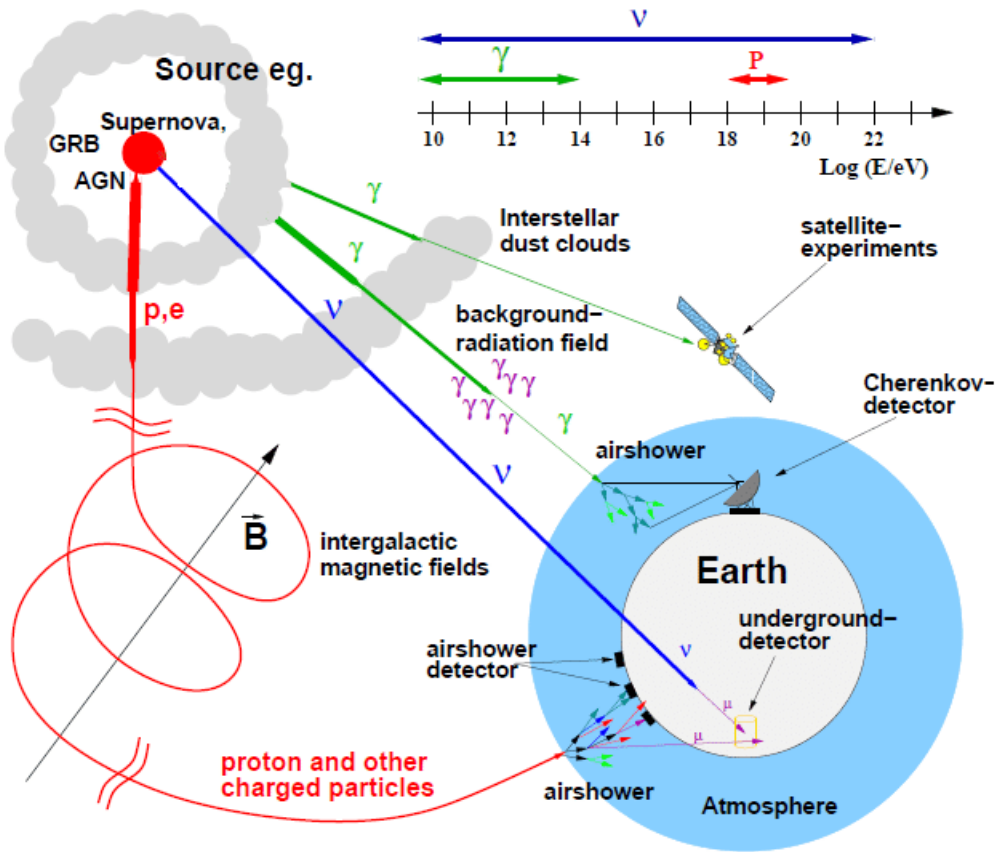 ν
γ
P
10 12 14 16 18 20 22
Log (E/eV)
Source eg.
Supernova,
GRB
AGN
γ
Interstellar
dust clouds
satellite–
experiments
γ
p,e
ν
background–
radiation field
γ
γ γ γ
γ γ γ
γ
Cherenkov–
detector
airshower
ν
B
intergalactic
magnetic fields
Earth
underground–
detector
airshower
detector
ν
μ
μ
proton and other
charged particles
airshower
Atmosphere